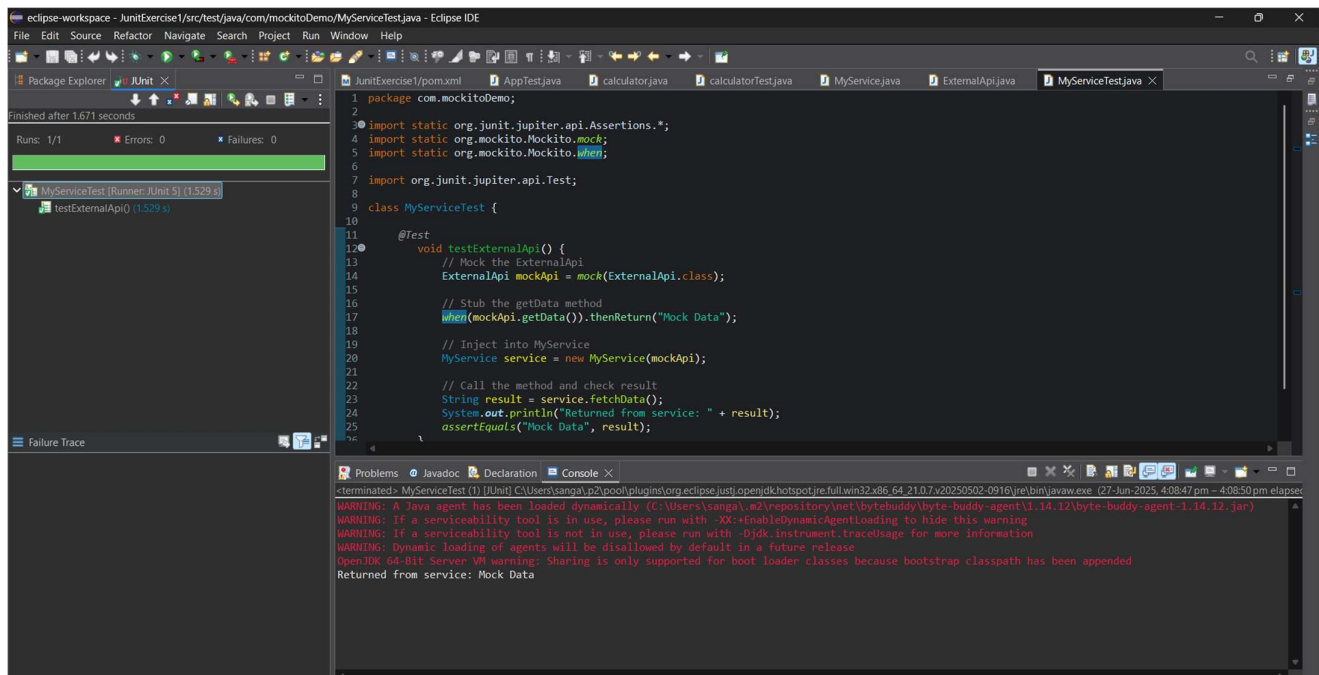 eclipse-workspace - JunitExercise1/src/test/java/com/mockitoDemo/MyServiceTest.java - Eclipse IDE
File Edit Source Refactor Navigate Search Project Run Window Help
Package Explorer JUnit
Finished after 1.671 seconds
Runs: 1/1 Errors: 0 Failures: 0
MyServiceTest [Runner: JUnit 5] (1.529 s)
testExternalApi() (1.529 s)
Failure Trace
JunitExercise1/pom.xml AppTest.java calculator.java calculatorTest.java MyService.java ExternalApi.java MyServiceTest.java
1 package com.mockitoDemo;
2
3 import static org.junit.jupiter.api.Assertions.*;
4 import static org.mockito.Mockito.mock;
5 import static org.mockito.Mockito.when;
6
7 import org.junit.jupiter.api.Test;
8
9 class MyServiceTest {
10
11 @Test
12 void testExternalApi() {
13 // Mock the ExternalApi
14 ExternalApi mockApi = mock(ExternalApi.class);
15
16 // Stub the getData method
17 when(mockApi.getData()).thenReturn("Mock Data");
18
19 // Inject into MyService
20 MyService service = new MyService(mockApi);
21
22 // Call the method and check result
23 String result = service.fetchData();
24 System.out.println("Returned from service: " + result);
25 assertEquals("Mock Data", result);
26 }
Problems Javadoc Declaration Console
<terminated> MyServiceTest (1) [JUnit] C:\Users\sanga\.p2\pool\plugins\org.eclipse.justj.openjdk.hotspot.jre.full.win32.x86_64_21.0.7.v20250502-0916\jre\bin\javaw.exe (27-Jun-2025, 4:08:47 pm – 4:08:50 pm elapsed
WARNING: A Java agent has been loaded dynamically (C:\Users\sanga\.m2\repository\net\bytebuddy\byte-buddy-agent\1.14.12\byte-buddy-agent-1.14.12.jar)
WARNING: If a serviceability tool is in use, please run with -XX:+EnableDynamicAgentLoading to hide this warning
WARNING: If a serviceability tool is not in use, please run with -Djdk.instrument.traceUsage for more information
WARNING: Dynamic loading of agents will be disallowed by default in a future release
OpenJDK 64-Bit Server VM warning: Sharing is only supported for boot loader classes because bootstrap classpath has been appended
Returned from service: Mock Data